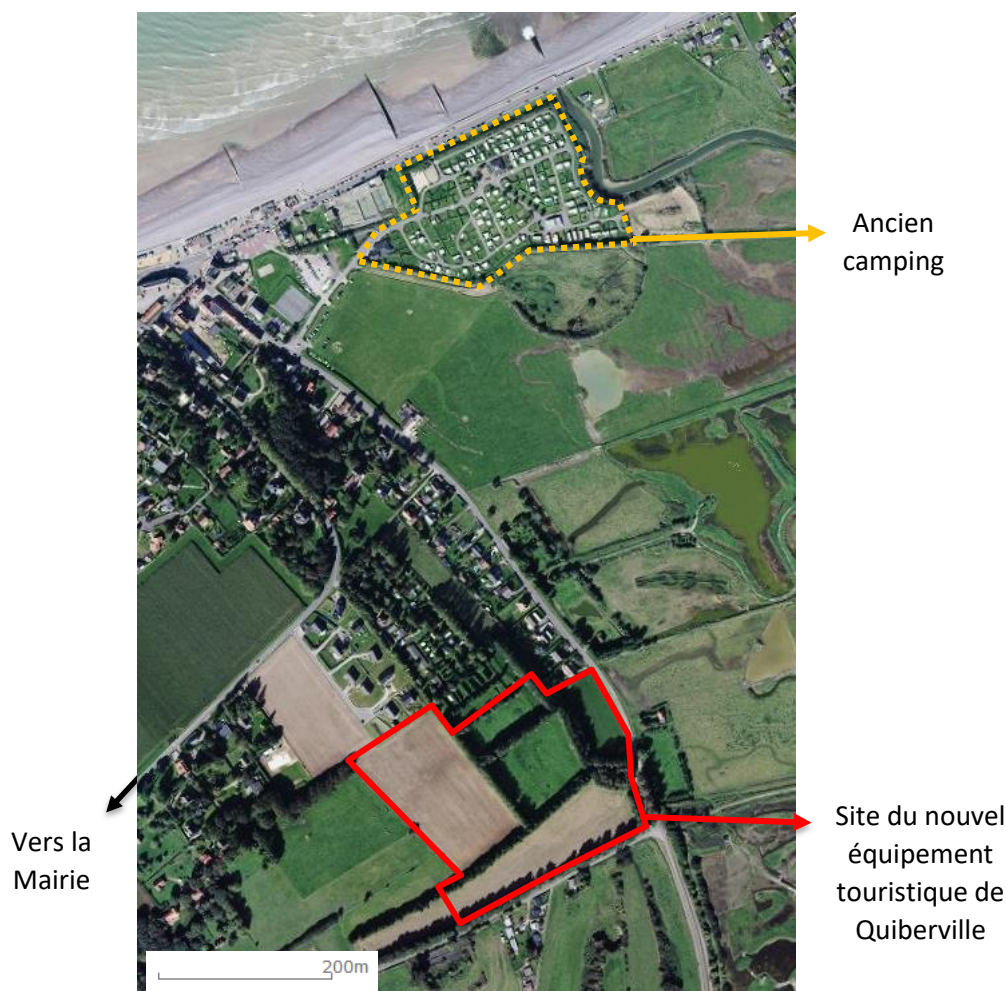 Ancien
camping
Vers la
Mairie
Site du nouvel
équipement
touristique de
Quiberville
200m